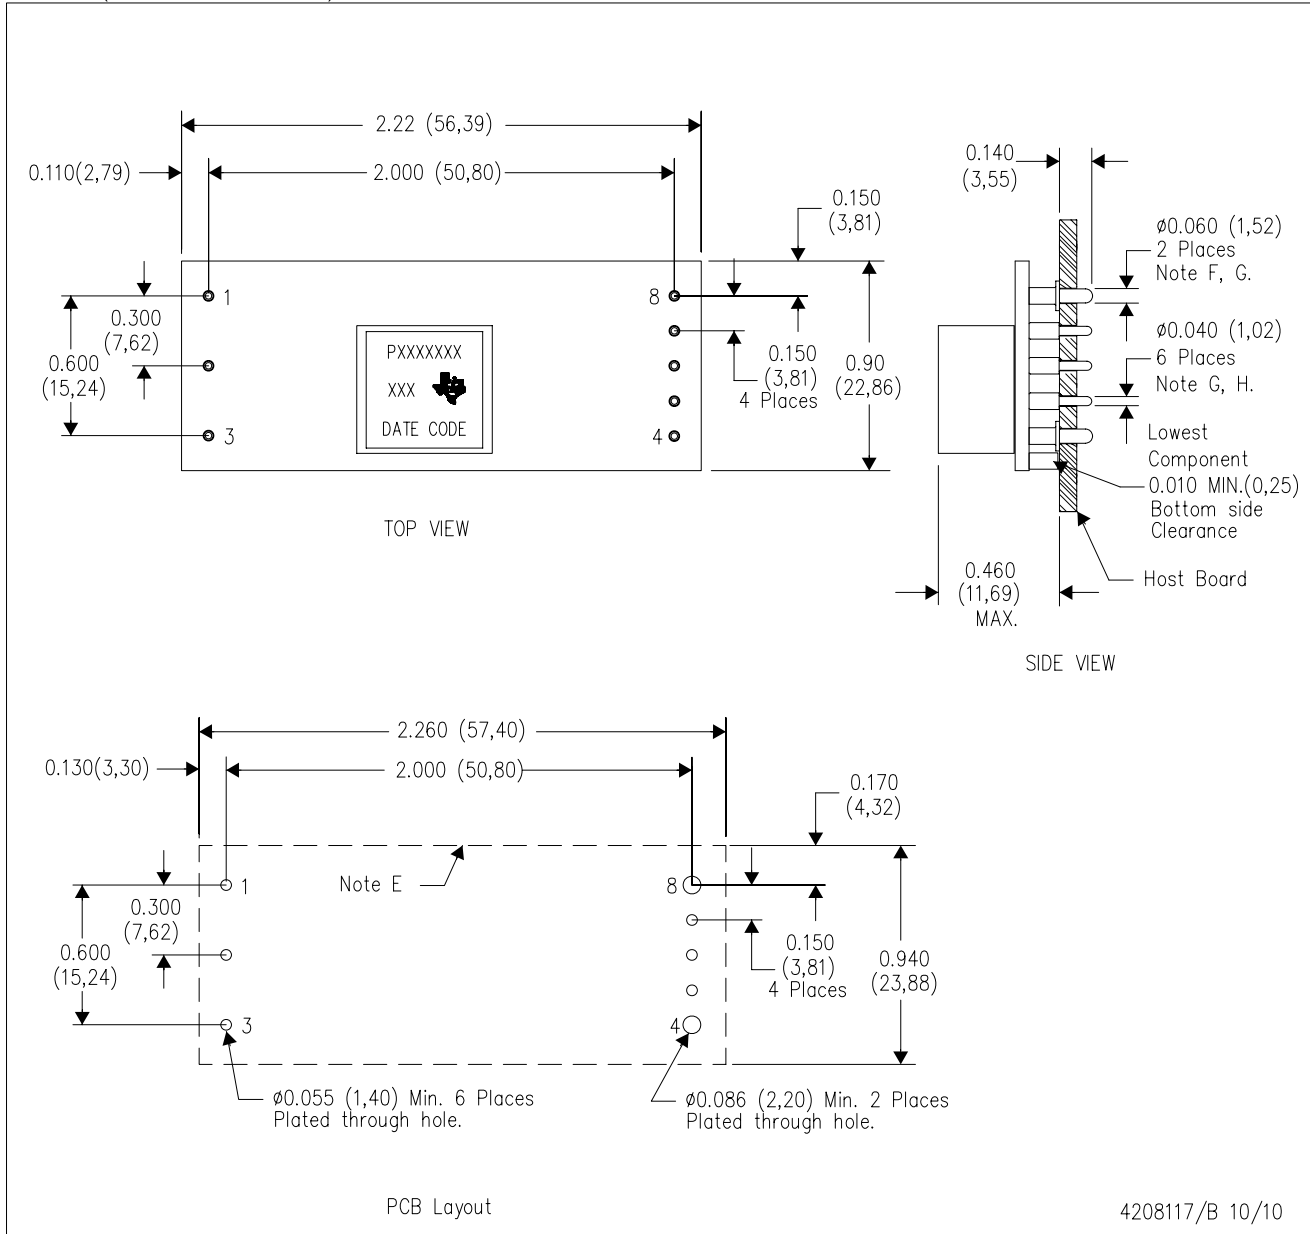 2.22 (56,39)
0.110(2,79)
2.000 (50,80)
0.150
(3,81)
1
8
0.300
(7,62)
0.600
(15,24)
3
4
PXXXXXXX
XXX
DATE CODE
0.150
(3,81)
4 Places
0.90
(22,86)
TOP VIEW
0.140
(3,55)
ø0.060 (1,52)
2 Places
Note F, G.
ø0.040 (1,02)
6 Places
Note G, H.
Lowest
Component
0.010 MIN.(0,25)
Bottom side
Clearance
Host Board
0.460
(11,69)
MAX.
SIDE VIEW
2.260 (57,40)
0.130(3,30)
2.000 (50,80)
0.170
(4,32)
Note E
1
8
0.300
(7,62)
0.600
(15,24)
3
4
0.150
(3,81)
4 Places
0.940
(23,88)
ø0.055 (1,40) Min. 6 Places
Plated through hole.
ø0.086 (2,20) Min. 2 Places
Plated through hole.
PCB Layout
4208117/B 10/10